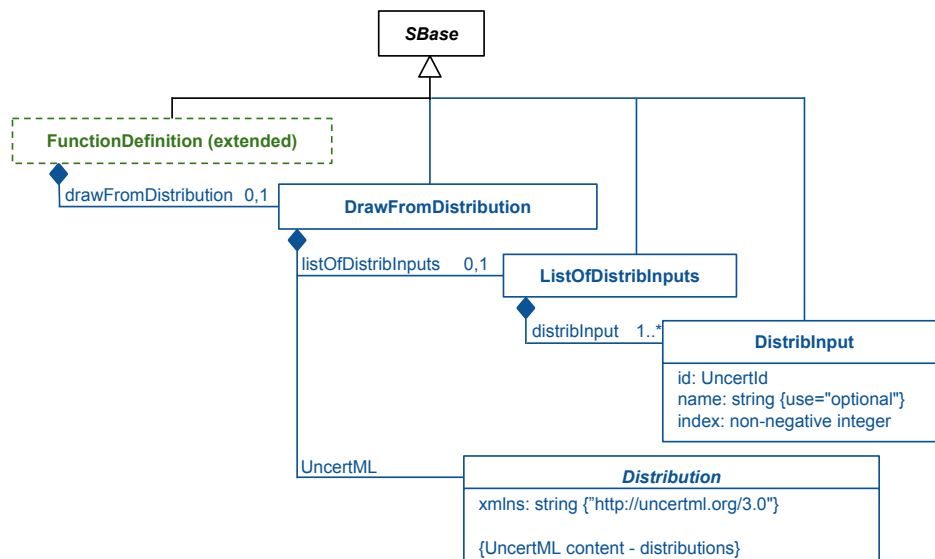 SBase
FunctionDefinition (extended)
drawFromDistribution 0,1
DrawFromDistribution
listOfDistribInputs 0,1
ListOfDistribInputs
distribInput 1..*
DistribInput
id: UncertId
name: string {use="optional"}
index: non-negative integer
UncertML
Distribution
xmlns: string {"http://uncertml.org/3.0"}
{UncertML content - distributions}